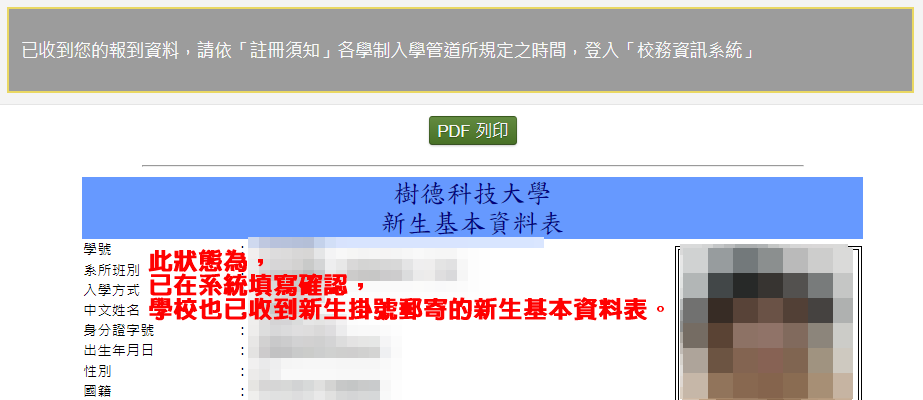 已收到您的報到資料，請依「註冊須知」各學制入學管道所規定之時間，登入「校務資訊系統」
PDF 列印
樹德科技大學
新生基本資料表
學號 :
系所班別 :
入學方式
中文姓名
身分證字號 :
出生年月日 :
性別 :
國籍 :
此狀態為，
已在系統填寫確認，
學校也已收到新生掛號郵寄的新生基本資料表。